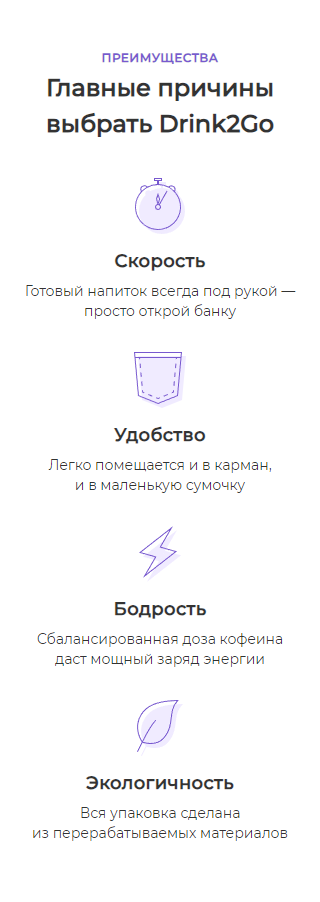 ПРЕИМУЩЕСТВА
Главные причины
выбрать Drink2Go
Скорость
Готовый напиток всегда под рукой —
просто открой банку
Удобство
Легко помещается и в карман,
и в маленькую сумочку
Бодрость
Сбалансированная доза кофеина
даст мощный заряд энергии
Экологичность
Вся упаковка сделана
из перерабатываемых материалов